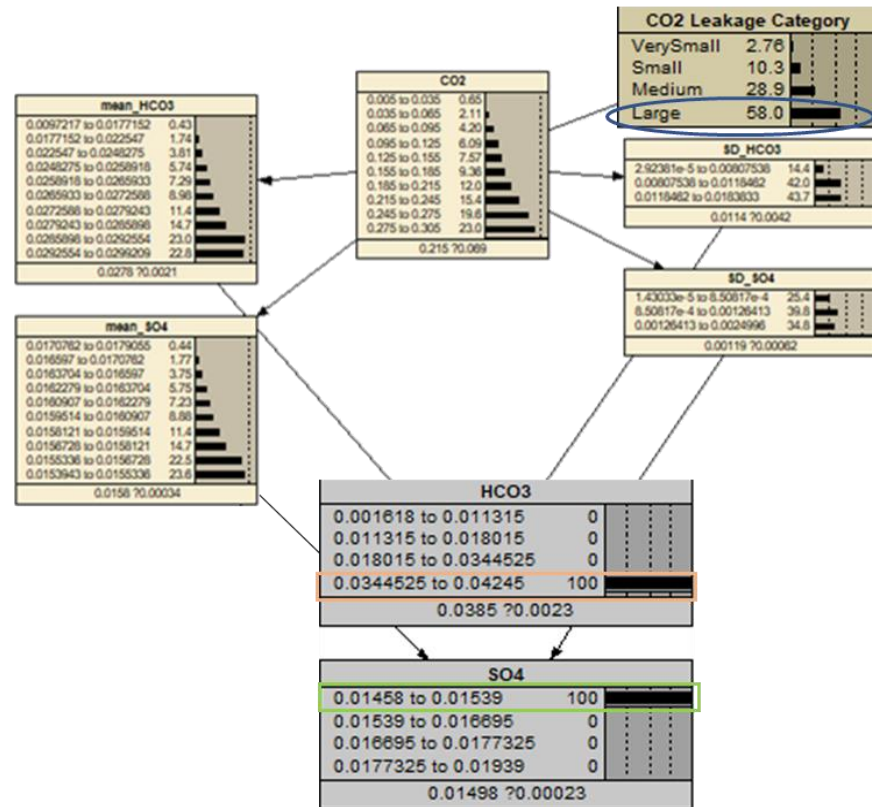 CO2 Leakage Category
VerySmall 2.76
Small 10.3
Medium 28.9
Large 58.0
CO2
0.005 to 0.035 0.65
0.035 to 0.065 2.11
0.065 to 0.095 4.20
0.095 to 0.125 6.09
0.125 to 0.155 7.57
0.155 to 0.185 9.36
0.185 to 0.215 12.0
0.215 to 0.245 15.4
0.245 to 0.275 19.6
0.275 to 0.305 23.0
0.215 ?0.069
mean_HCO3
0.0097217 to 0.0177152 0.43
0.0177152 to 0.022547 1.74
0.022547 to 0.0248275 3.81
0.0248275 to 0.0258918 5.74
0.0258918 to 0.0265933 7.29
0.0265933 to 0.0272588 8.98
0.0272588 to 0.0279243 11.4
0.0279243 to 0.0285898 14.7
0.0285898 to 0.0292554 23.0
0.0292554 to 0.0299209 22.8
0.0278 ?0.0021
SD_HCO3
2.92381e-5 to 0.00807538 14.4
0.00807538 to 0.0118462 42.0
0.0118462 to 0.0183833 43.7
0.0114 ?0.0042
SD_SO4
1.43033e-5 to 8.50817e-4 25.4
8.50817e-4 to 0.00126413 39.8
0.00126413 to 0.0024996 34.8
0.00119 ?0.00062
mean_SO4
0.0170762 to 0.0179055 0.44
0.016597 to 0.0170762 1.77
0.0163704 to 0.016597 3.75
0.0162279 to 0.0163704 5.75
0.0160907 to 0.0162279 7.23
0.0159514 to 0.0160907 8.88
0.0158121 to 0.0159514 11.4
0.0156728 to 0.0158121 14.7
0.0155336 to 0.0156728 22.5
0.0153943 to 0.0155336 23.6
0.0158 ?0.00034
HCO3
0.001618 to 0.011315 0
0.011315 to 0.018015 0
0.018015 to 0.0344525 0
0.0344525 to 0.04245 100
0.0385 ?0.0023
SO4
0.01458 to 0.01539 100
0.01539 to 0.016695 0
0.016695 to 0.0177325 0
0.0177325 to 0.01939 0
0.01498 ?0.00023